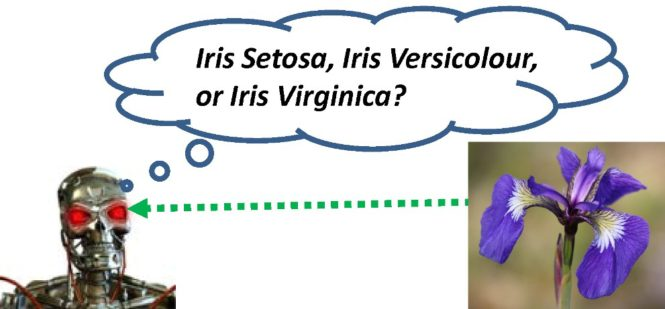 Iris Setosa, Iris Versicolour,
or Iris Virginica?